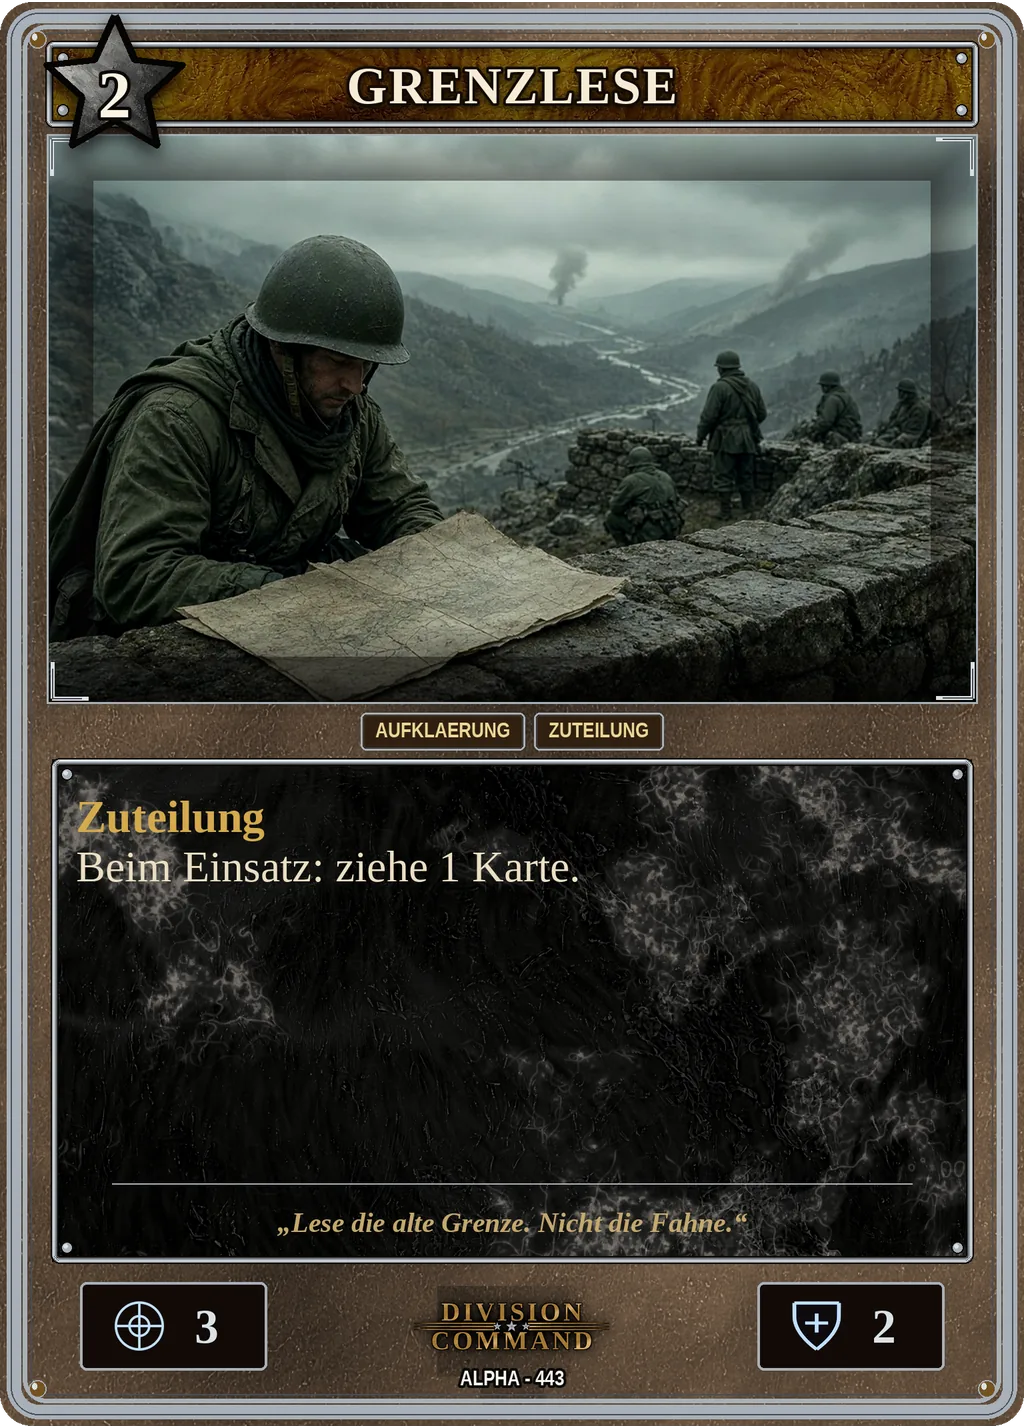 2
GRENZLESE
AUFKLAERUNG ZUTEILUNG
Zuteilung
Beim Einsatz: ziehe 1 Karte.
„Lese die alte Grenze. Nicht die Fahne.“
3
DIVISION
COMMAND
2
ALPHA - 443